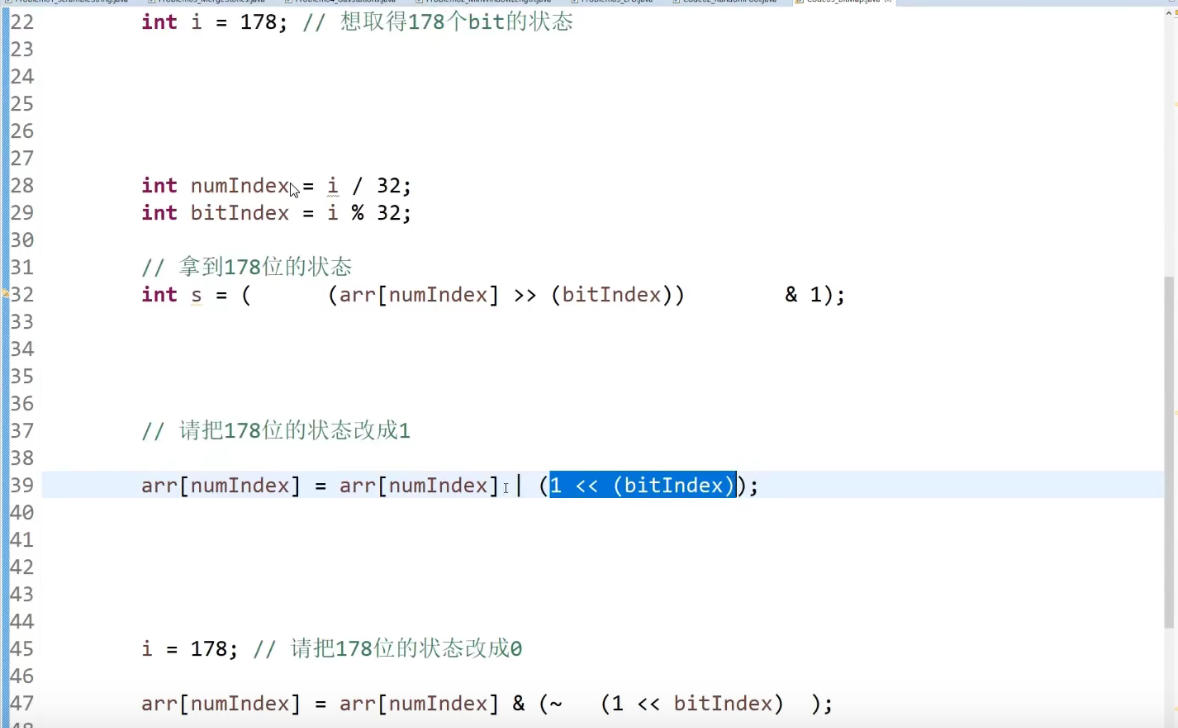 22 int i = 178; // 想取得178个bit的状态
23
24
25
26
27
28 int numIndex = i / 32;
29 int bitIndex = i % 32;
30
31 // 拿到178位的状态
32 int s = (      (arr[numIndex] >> (bitIndex))      & 1);
33
34
35
36
37 // 请把178位的状态改成1
38
39 arr[numIndex] = arr[numIndex] | (1 << (bitIndex));
40
41
42
43
44
45 i = 178; // 请把178位的状态改成0
46
47 arr[numIndex] = arr[numIndex] & (~   (1 << bitIndex)  );